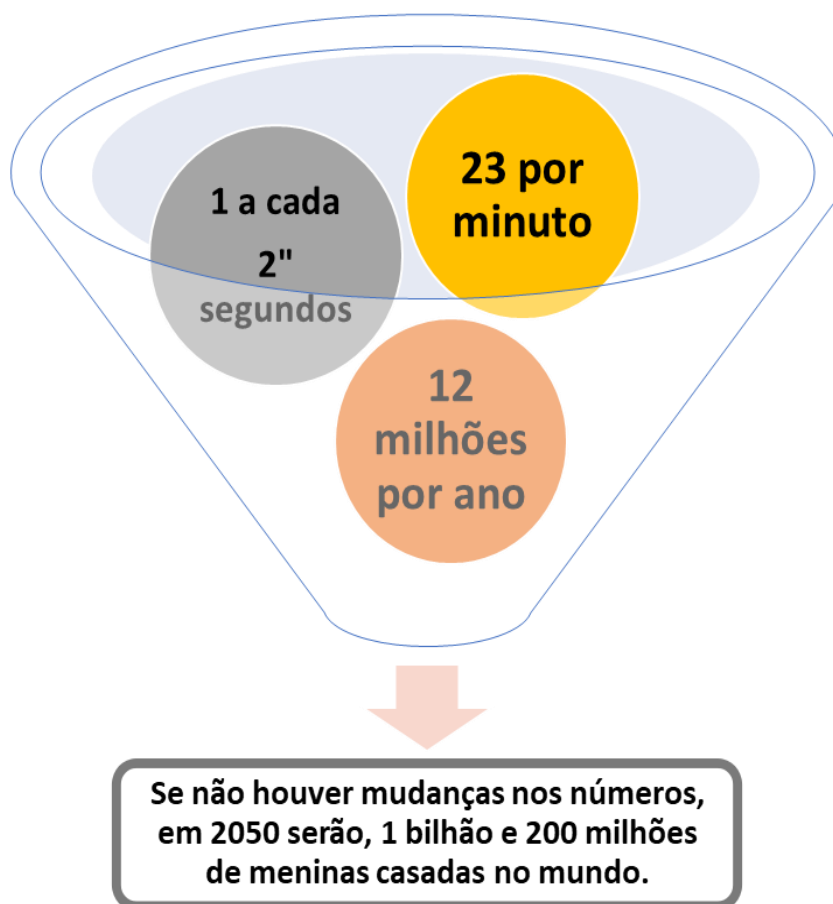 1 a cada
2"
segundos
23 por
minuto
12
milhões
por ano
Se não houver mudanças nos números,
em 2050 serão, 1 bilhão e 200 milhões
de meninas casadas no mundo.